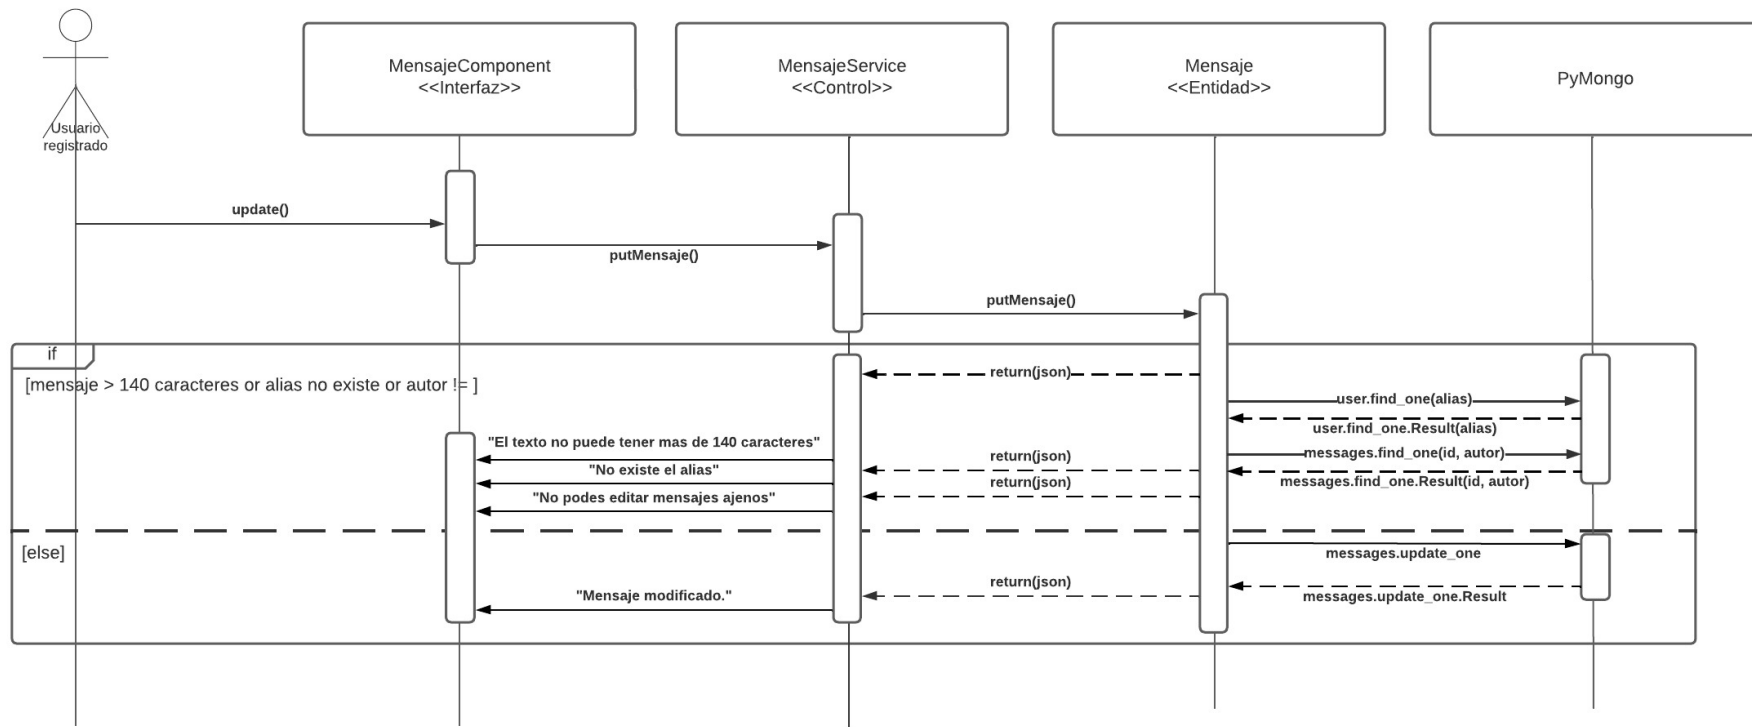 Usuario
registrado
MensajeComponent
<<Interfaz>>
MensajeService
<<Control>>
Mensaje
<<Entidad>>
PyMongo
update()
putMensaje()
putMensaje()
if
[mensaje > 140 caracteres or alias no existe or autor != ]
return(json)
user.find_one(alias)
user.find_one.Result(alias)
"El texto no puede tener mas de 140 caracteres"
return(json)
messages.find_one(id, autor)
"No existe el alias"
return(json)
messages.find_one.Result(id, autor)
"No podes editar mensajes ajenos"
[else]
messages.update_one
return(json)
"Mensaje modificado."
messages.update_one.Result